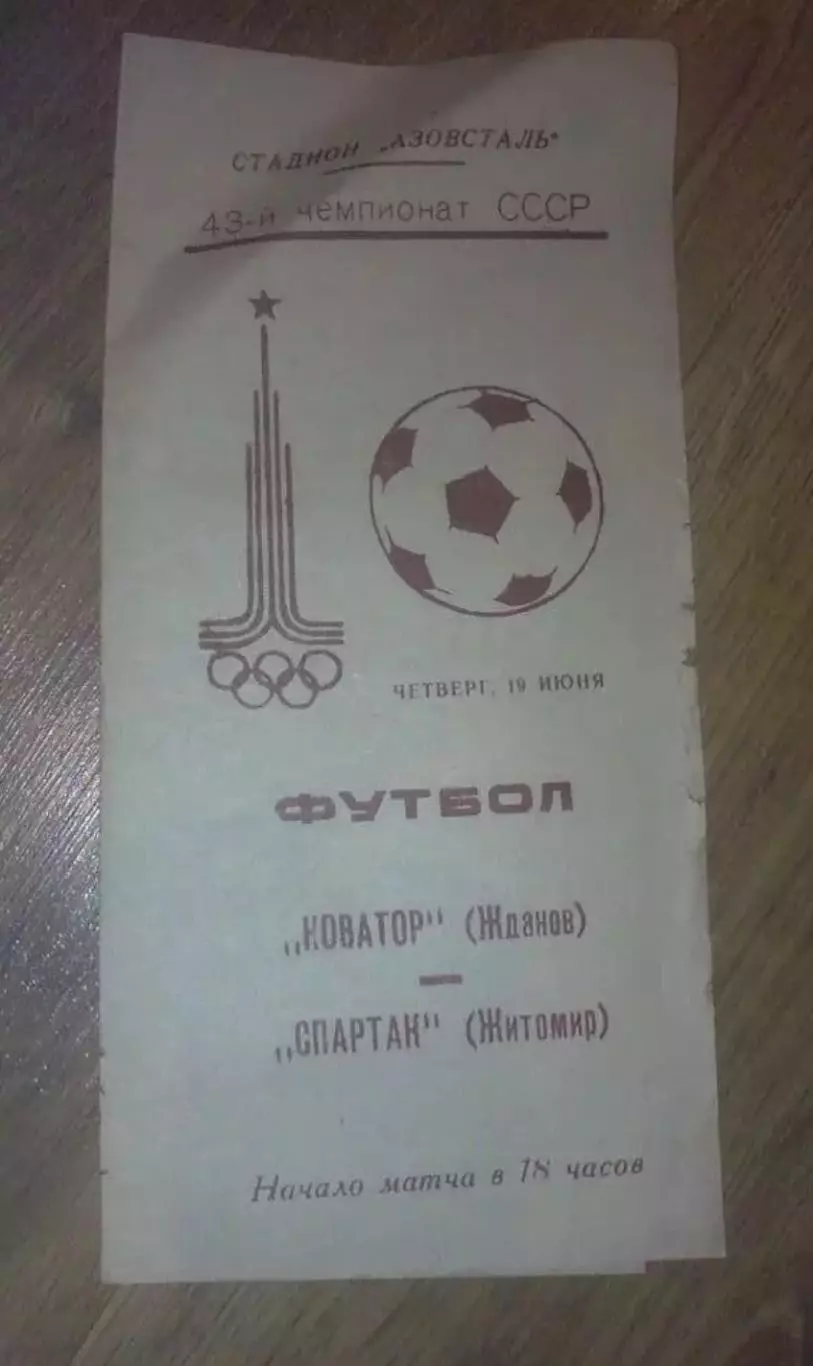 СТАДИОН „АЗОВСТАЛЬ"
43-й чемпионат СССР
ЧЕТВЕРГ, 19 ИЮНЯ
ФУТБОЛ
„НОВАТОР" (Жданов)
—
„СПАРТАК" (Житомир)
Начало матча в 18 часов